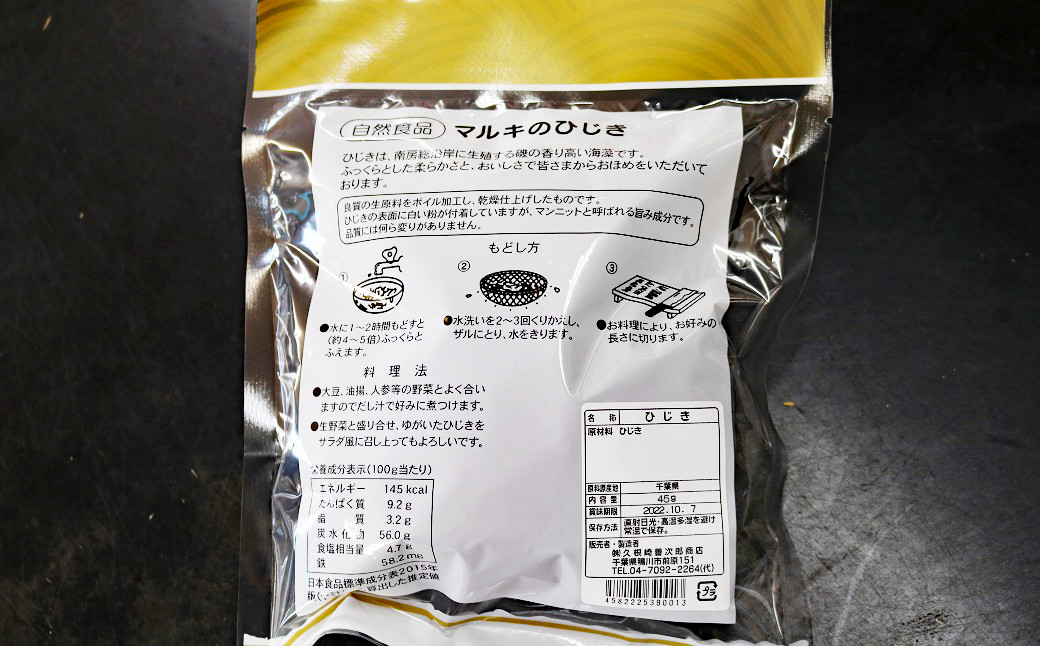 自然食品 マルキのひじき
ひじきは、南房総沿岸に生殖する磯の香り高い海藻です。
ふっくらとした柔らかさと、おいしさで皆さまからおほめをいただいて
おります。
良質の生原料をボイル加工し、乾燥仕上げしたものです。
ひじきの表面に白い粉が付着していますが、マンニットと呼ばれる旨み成分です。
品質には何ら変りがありません。
もどし方
①
●水に1〜2時間もどすと
(約4〜5倍)ふっくらと
ふえます。
②
●水洗いを2〜3回くりかえし、
ザルにとり、水をきります。
③
●お料理により、お好みの
長さに切ります。
料理法
●大豆、油揚、人参等の野菜とよく合い
ますのでだし汁で好みに煮つけます。
●生野菜と盛り合せ、ゆがいたひじきを
サラダ風に召し上ってもよろしいです。
栄養成分表示(100g当たり)
エネルギー 145kcal
たんぱく質 9.2g
脂質 3.2g
炭水化物 56.0g
食塩相当量 4.7g
鉄 58.2mg
日本食品標準成分表2015年
算出した推定値
名称 ひじき
原材料 ひじき
原料原産地 千葉県
内容量 45g
賞味期限 2022.10.7
保存方法 直射日光・高温多湿を避け
常温で保存。
販売者・製造者
㈱久根崎善次郎商店
千葉県鴨川市前原151
TEL.04-7092-2264(代)
4582225390013
プラ